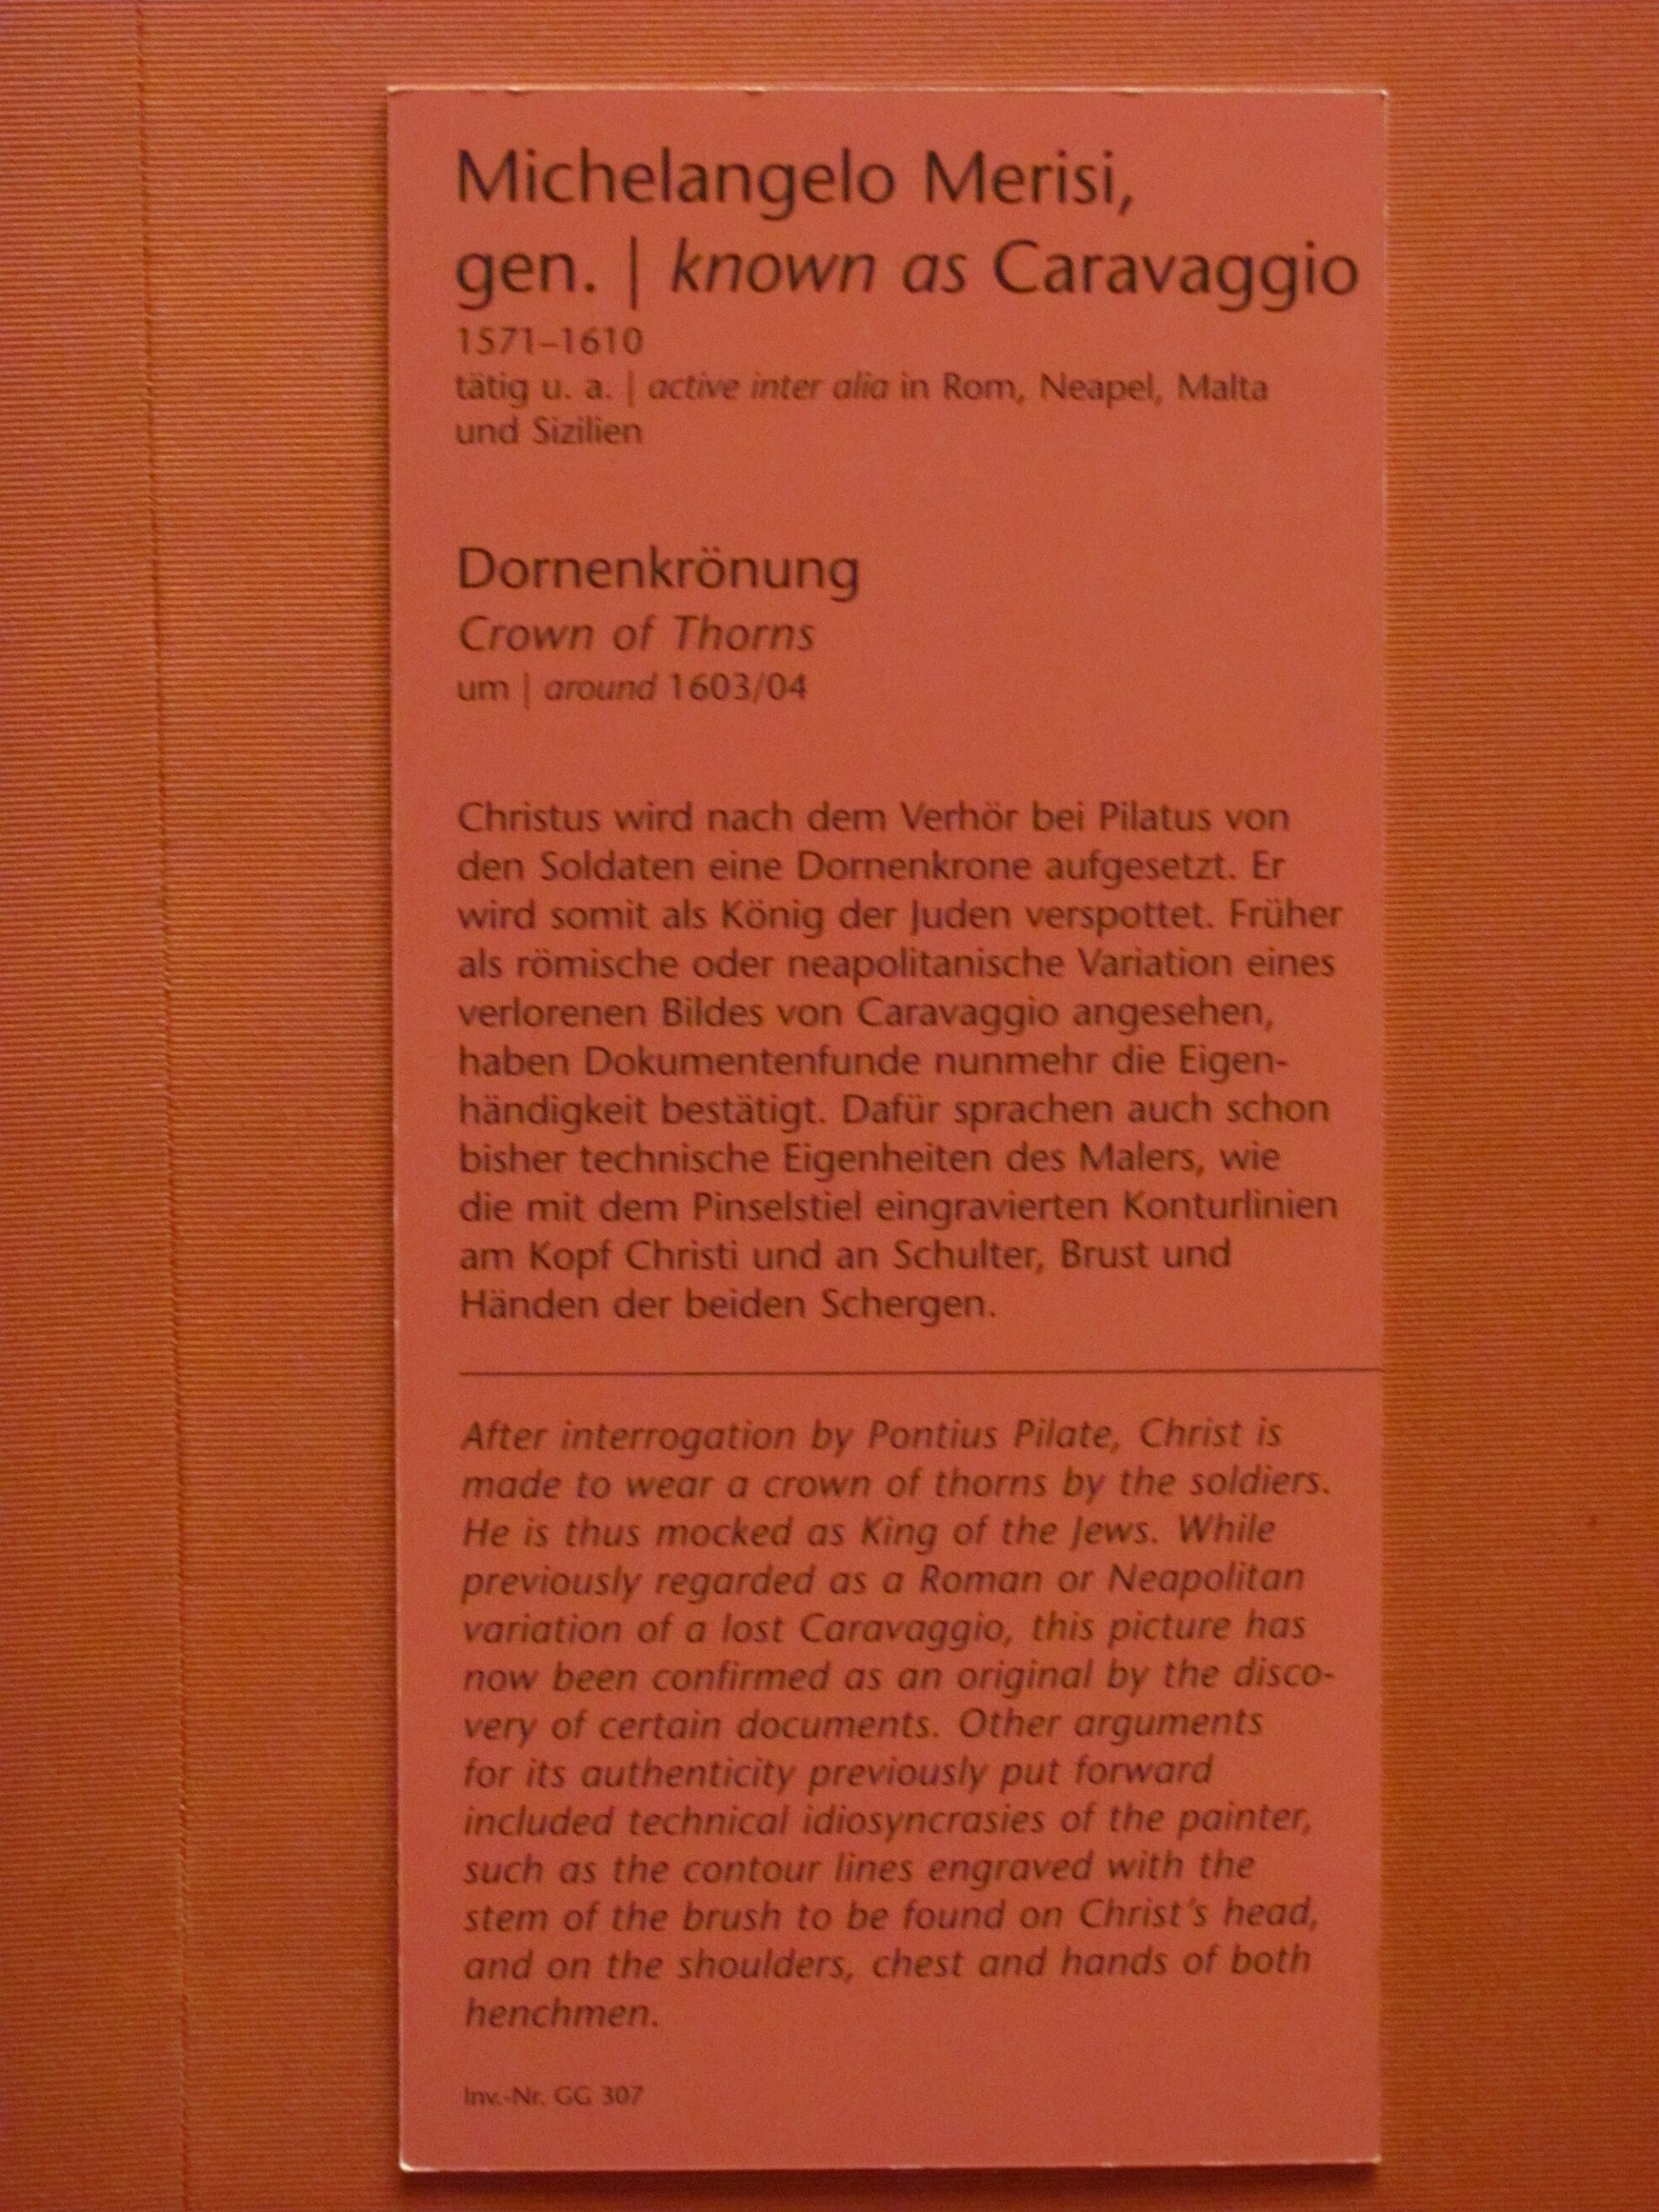 Michelangelo Merisi,
gen. | known as Caravaggio
1571–1610
tätig u. a. | active inter alia in Rom, Neapel, Malta
und Sizilien
Dornenkrönung
Crown of Thorns
um | around 1603/04
Christus wird nach dem Verhör bei Pilatus von
den Soldaten eine Dornenkrone aufgesetzt. Er
wird somit als König der Juden verspottet. Früher
als römische oder neapolitanische Variation eines
verlorenen Bildes von Caravaggio angesehen,
haben Dokumentenfunde nunmehr die Eigen-
händigkeit bestätigt. Dafür sprachen auch schon
bisher technische Eigenheiten des Malers, wie
die mit dem Pinselstiel eingravierten Konturlinien
am Kopf Christi und an Schulter, Brust und
Händen der beiden Schergen.
After interrogation by Pontius Pilate, Christ is
made to wear a crown of thorns by the soldiers.
He is thus mocked as King of the Jews. While
previously regarded as a Roman or Neapolitan
variation of a lost Caravaggio, this picture has
now been confirmed as an original by the disco-
very of certain documents. Other arguments
for its authenticity previously put forward
included technical idiosyncrasies of the painter,
such as the contour lines engraved with the
stem of the brush to be found on Christ's head,
and on the shoulders, chest and hands of both
henchmen.
Inv.-Nr. GG 307